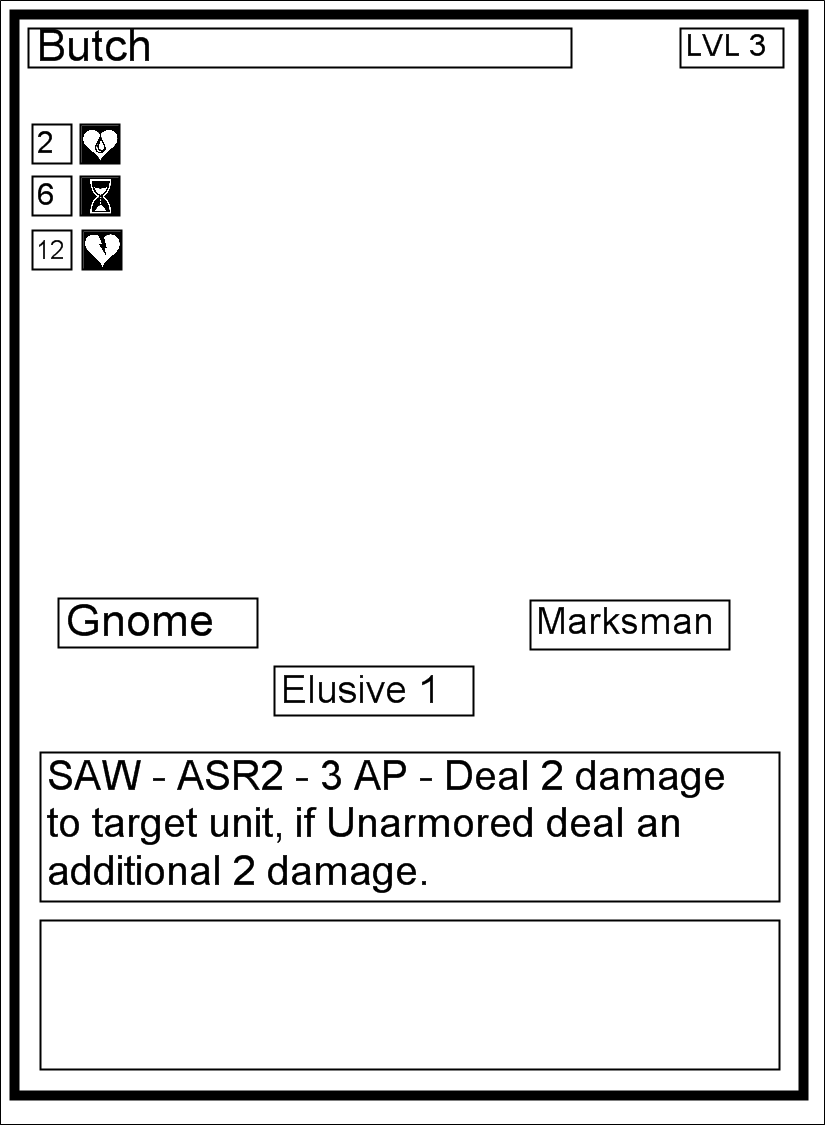 Butch
LVL 3
2
6
12
Gnome
Marksman
Elusive 1
SAW - ASR2 - 3 AP - Deal 2 damage
to target unit, if Unarmored deal an
additional 2 damage.